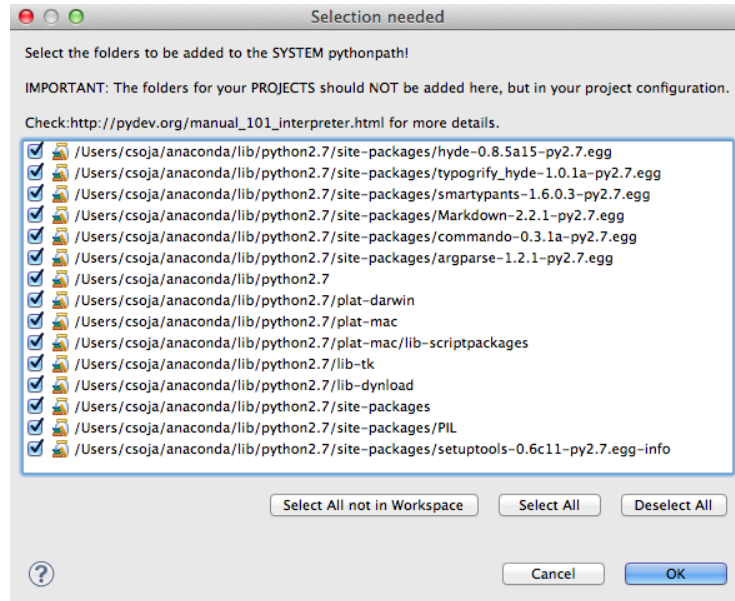 Selection needed
Select the folders to be added to the SYSTEM pythonpath!
IMPORTANT: The folders for your PROJECTS should NOT be added here, but in your project configuration.
Check:http://pydev.org/manual_101_interpreter.html for more details.
/Users/csoja/anaconda/lib/python2.7/site-packages/hyde-0.8.5a15-py2.7.egg
/Users/csoja/anaconda/lib/python2.7/site-packages/typogrify_hyde-1.0.1a-py2.7.egg
/Users/csoja/anaconda/lib/python2.7/site-packages/smartypants-1.6.0.3-py2.7.egg
/Users/csoja/anaconda/lib/python2.7/site-packages/Markdown-2.2.1-py2.7.egg
/Users/csoja/anaconda/lib/python2.7/site-packages/commando-0.3.1a-py2.7.egg
/Users/csoja/anaconda/lib/python2.7/site-packages/argparse-1.2.1-py2.7.egg
/Users/csoja/anaconda/lib/python2.7
/Users/csoja/anaconda/lib/python2.7/plat-darwin
/Users/csoja/anaconda/lib/python2.7/plat-mac
/Users/csoja/anaconda/lib/python2.7/plat-mac/lib-scriptpackages
/Users/csoja/anaconda/lib/python2.7/lib-tk
/Users/csoja/anaconda/lib/python2.7/lib-dynload
/Users/csoja/anaconda/lib/python2.7/site-packages
/Users/csoja/anaconda/lib/python2.7/site-packages/PIL
/Users/csoja/anaconda/lib/python2.7/site-packages/setuptools-0.6c11-py2.7.egg-info
Select All not in Workspace Select All Deselect All
? Cancel OK